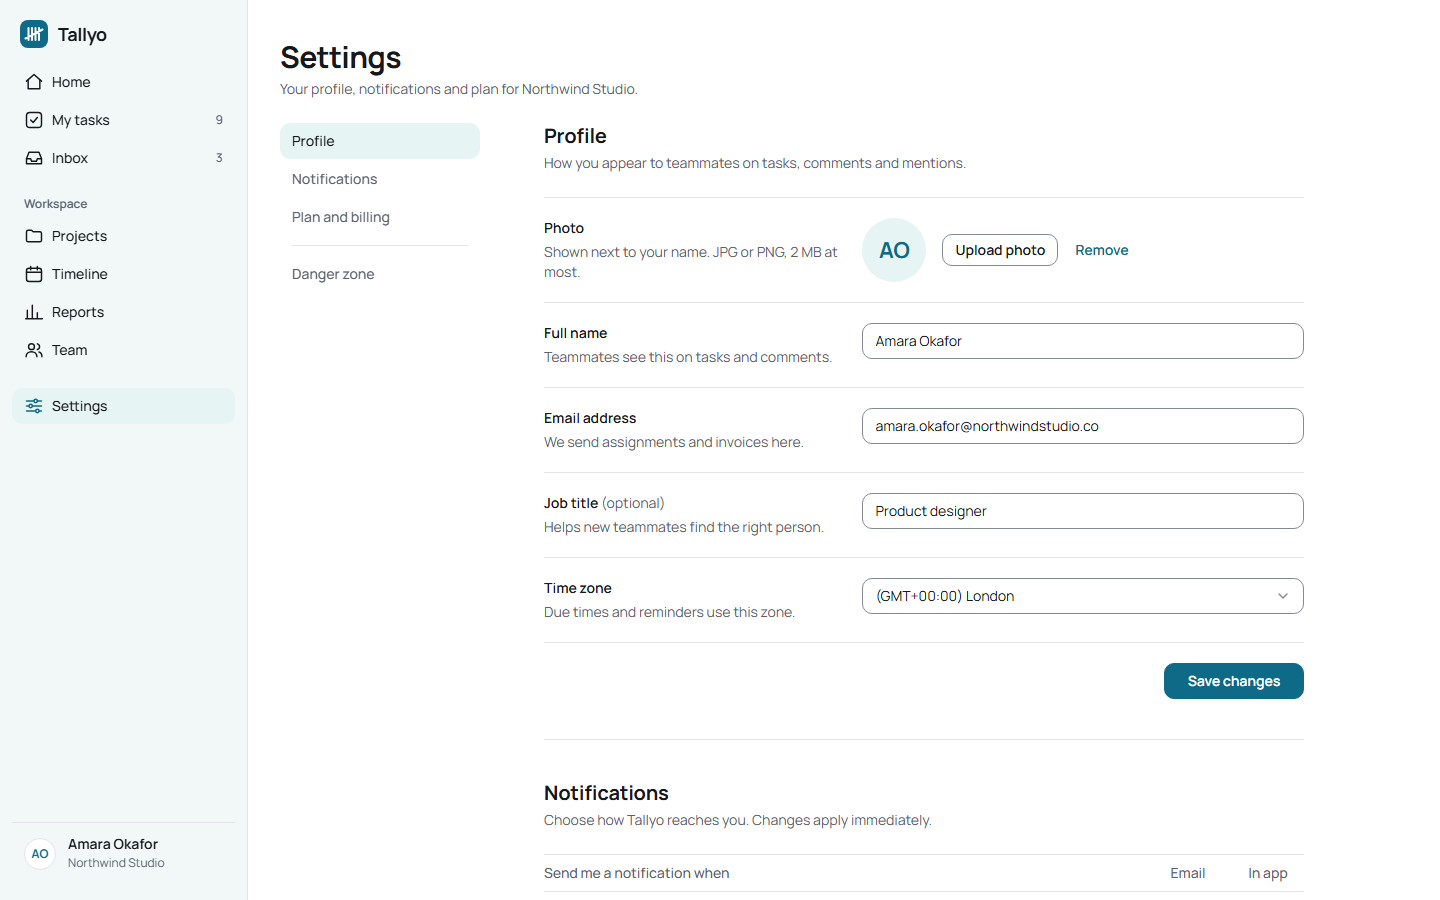 Tallyo
Home
My tasks 9
Inbox 3
Workspace
Projects
Timeline
Reports
Team
Settings
AO
Amara Okafor
Northwind Studio
Settings
Your profile, notifications and plan for Northwind Studio.
Profile
Notifications
Plan and billing
Danger zone
Profile
How you appear to teammates on tasks, comments and mentions.
Photo
Shown next to your name. JPG or PNG, 2 MB at
most.
AO
Upload photo
Remove
Full name
Teammates see this on tasks and comments.
Amara Okafor
Email address
We send assignments and invoices here.
amara.okafor@northwindstudio.co
Job title (optional)
Helps new teammates find the right person.
Product designer
Time zone
Due times and reminders use this zone.
(GMT+00:00) London
Save changes
Notifications
Choose how Tallyo reaches you. Changes apply immediately.
Send me a notification when Email In app